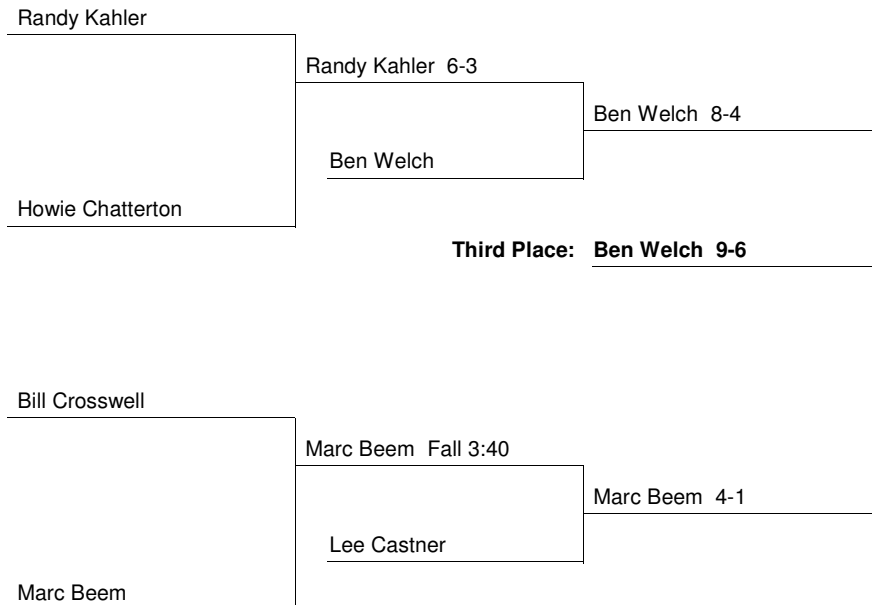 Randy Kahler
Randy Kahler 6-3
Ben Welch 8-4
Ben Welch
Howie Chatterton
Third Place: Ben Welch 9-6
Bill Crosswell
Marc Beem Fall 3:40
Marc Beem 4-1
Lee Castner
Marc Beem